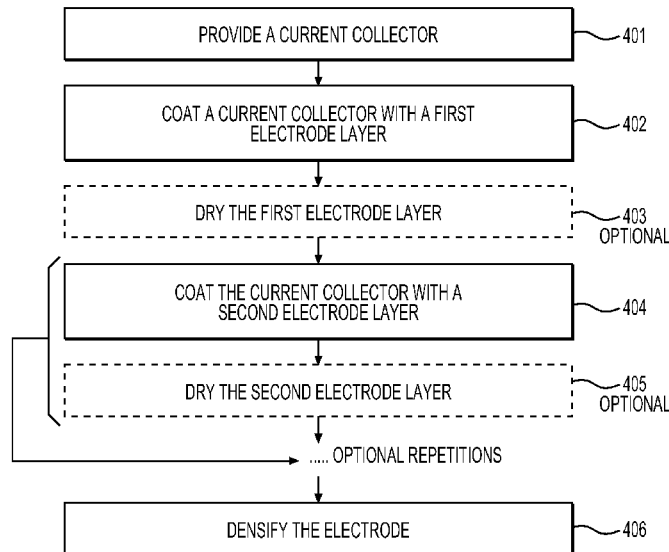 PROVIDE A CURRENT COLLECTOR
401
COAT A CURRENT COLLECTOR WITH A FIRST
ELECTRODE LAYER
402
DRY THE FIRST ELECTRODE LAYER
403
OPTIONAL
COAT THE CURRENT COLLECTOR WITH A
SECOND ELECTRODE LAYER
404
DRY THE SECOND ELECTRODE LAYER
405
OPTIONAL
..... OPTIONAL REPETITIONS
DENSIFY THE ELECTRODE
406